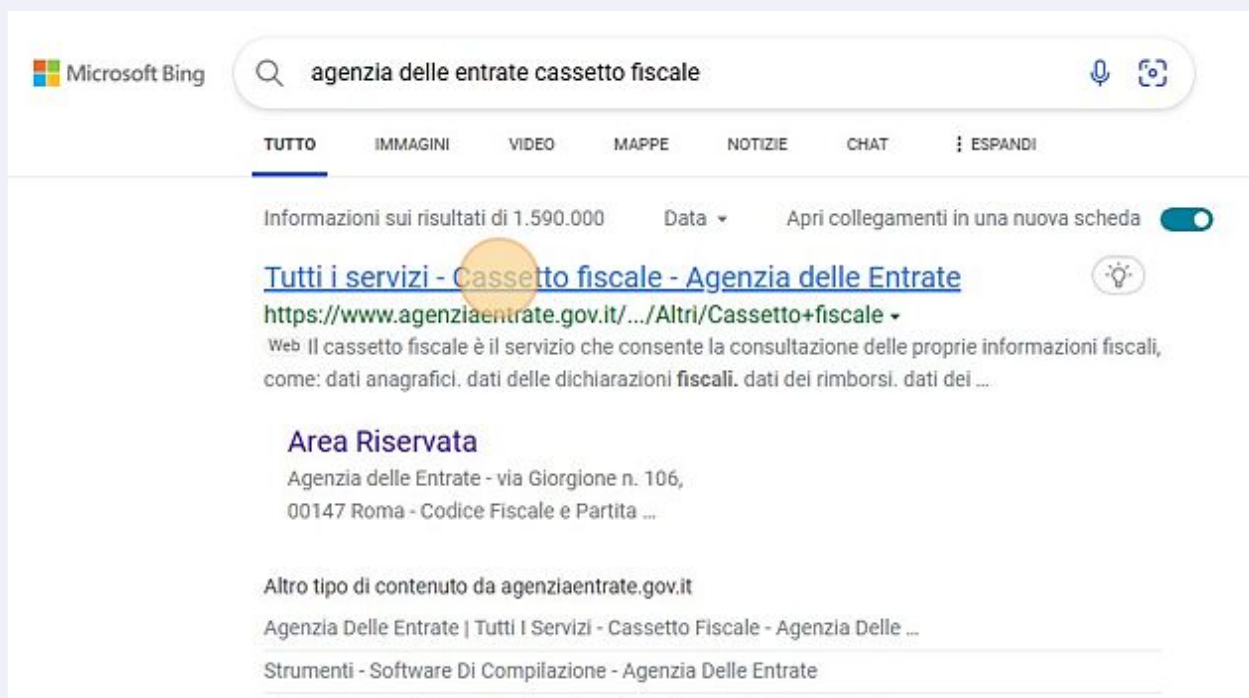 Microsoft Bing
agenzia delle entrate cassetto fiscale
TUTTO IMMAGINI VIDEO MAPPE NOTIZIE CHAT ESPANDI
Informazioni sui risultati di 1.590.000 Data Apri collegamenti in una nuova scheda
Tutti i servizi - Cassetto fiscale - Agenzia delle Entrate
https://www.agenziaentrate.gov.it/.../Altri/Cassetto+fiscale
Web Il cassetto fiscale è il servizio che consente la consultazione delle proprie informazioni fiscali,
come: dati anagrafici. dati delle dichiarazioni fiscali. dati dei rimborsi. dati dei ...
Area Riservata
Agenzia delle Entrate - via Giorgione n. 106,
00147 Roma - Codice Fiscale e Partita ...
Altro tipo di contenuto da agenziaentrate.gov.it
Agenzia Delle Entrate | Tutti I Servizi - Cassetto Fiscale - Agenzia Delle ...
Strumenti - Software Di Compilazione - Agenzia Delle Entrate